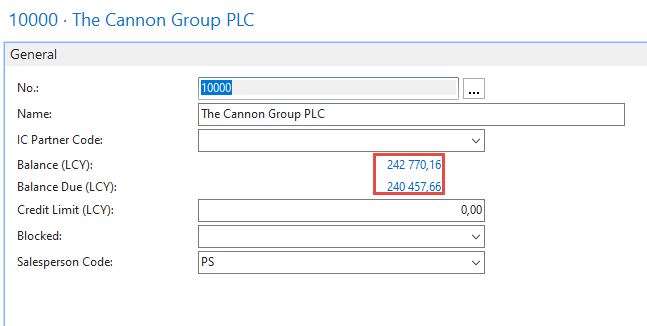 10000 · The Cannon Group PLC
General
No.: 10000 ...
Name: The Cannon Group PLC
IC Partner Code:
Balance (LCY): 242 770,16
Balance Due (LCY): 240 457,66
Credit Limit (LCY): 0,00
Blocked:
Salesperson Code: PS